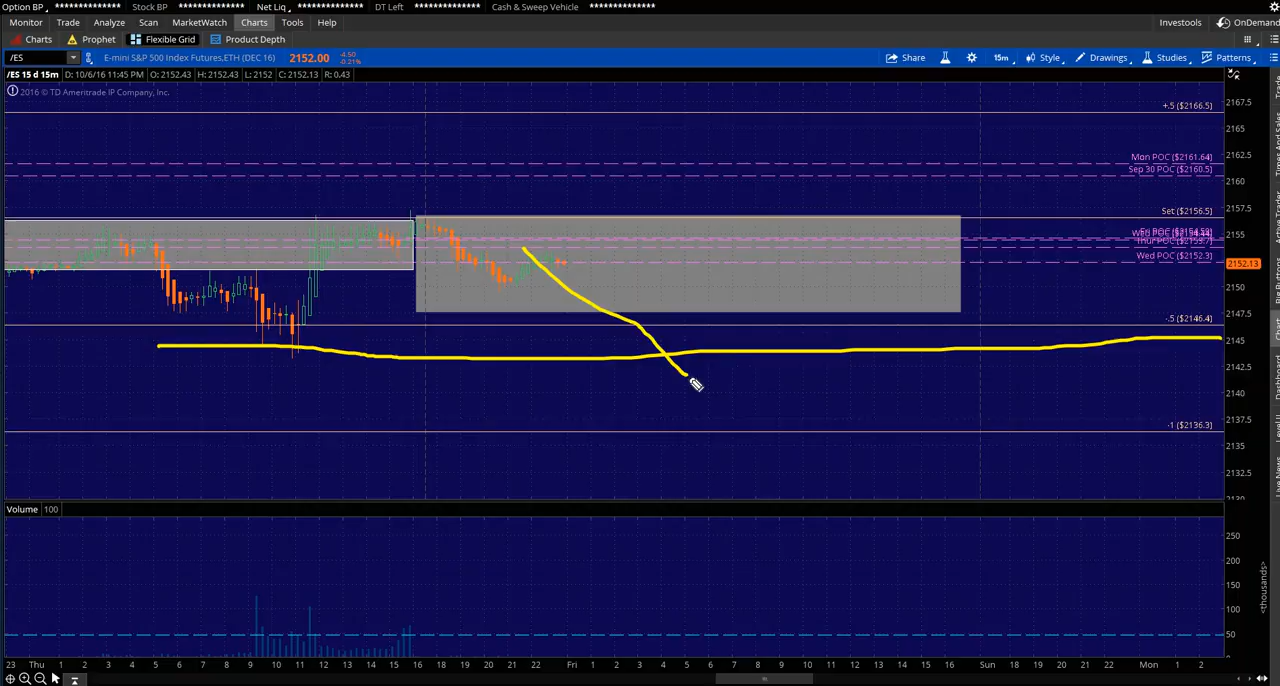 Option BP ************** Stock BP ************** Net Liq ************** DT Left ************** Cash & Sweep Vehicle **************
Monitor Trade Analyze Scan MarketWatch Charts Tools Help Investools OnDemand
Charts Prophet Flexible Grid Product Depth
/ES E-mini S&P 500 Index Futures,ETH (DEC 16) 2152.00 -4.50 -0.21% Share 15m Style Drawings Studies Patterns
/ES 15 d 15m D: 10/6/16 11:45 PM O: 2152.43 H: 2152.43 L: 2152 C: 2152.13 R: 0.43
2016 © TD Ameritrade IP Company, Inc.
+.5 ($2166.5) 2167.5
2165
Mon POC ($2161.64) 2162.5
Sep 30 POC ($2160.5) 2160
Set ($2156.5) 2157.5
2155
Wed POC ($2152.3) 2152.13
2150
.5 ($2146.4) 2147.5
2145
2142.5
2140
-1 ($2136.3) 2137.5
2135
2132.5
2130
Volume 100
250
200
150
100
50
<thousands>
23 Thu 1 2 3 4 5 6 7 8 9 10 11 12 13 14 15 16 17 18 19 20 21 22 Fri 1 2 3 4 5 6 7 8 9 10 11 12 13 14 15 16 Sun 18 19 20 21 22 Mon 1 2